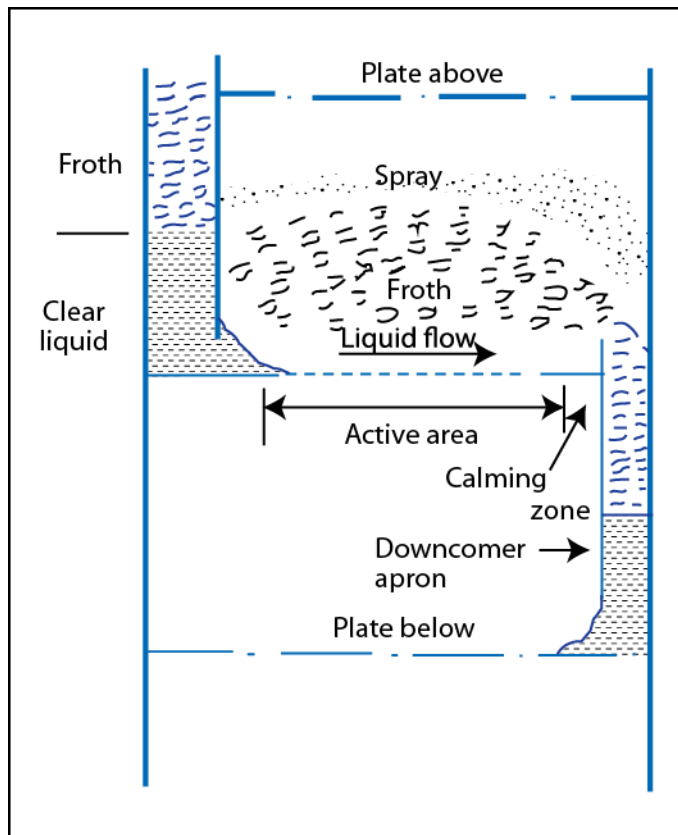 Plate above
Spray
Froth
Froth
Clear
liquid
Liquid flow
Active area
Calming
zone
Downcomer
apron
Plate below